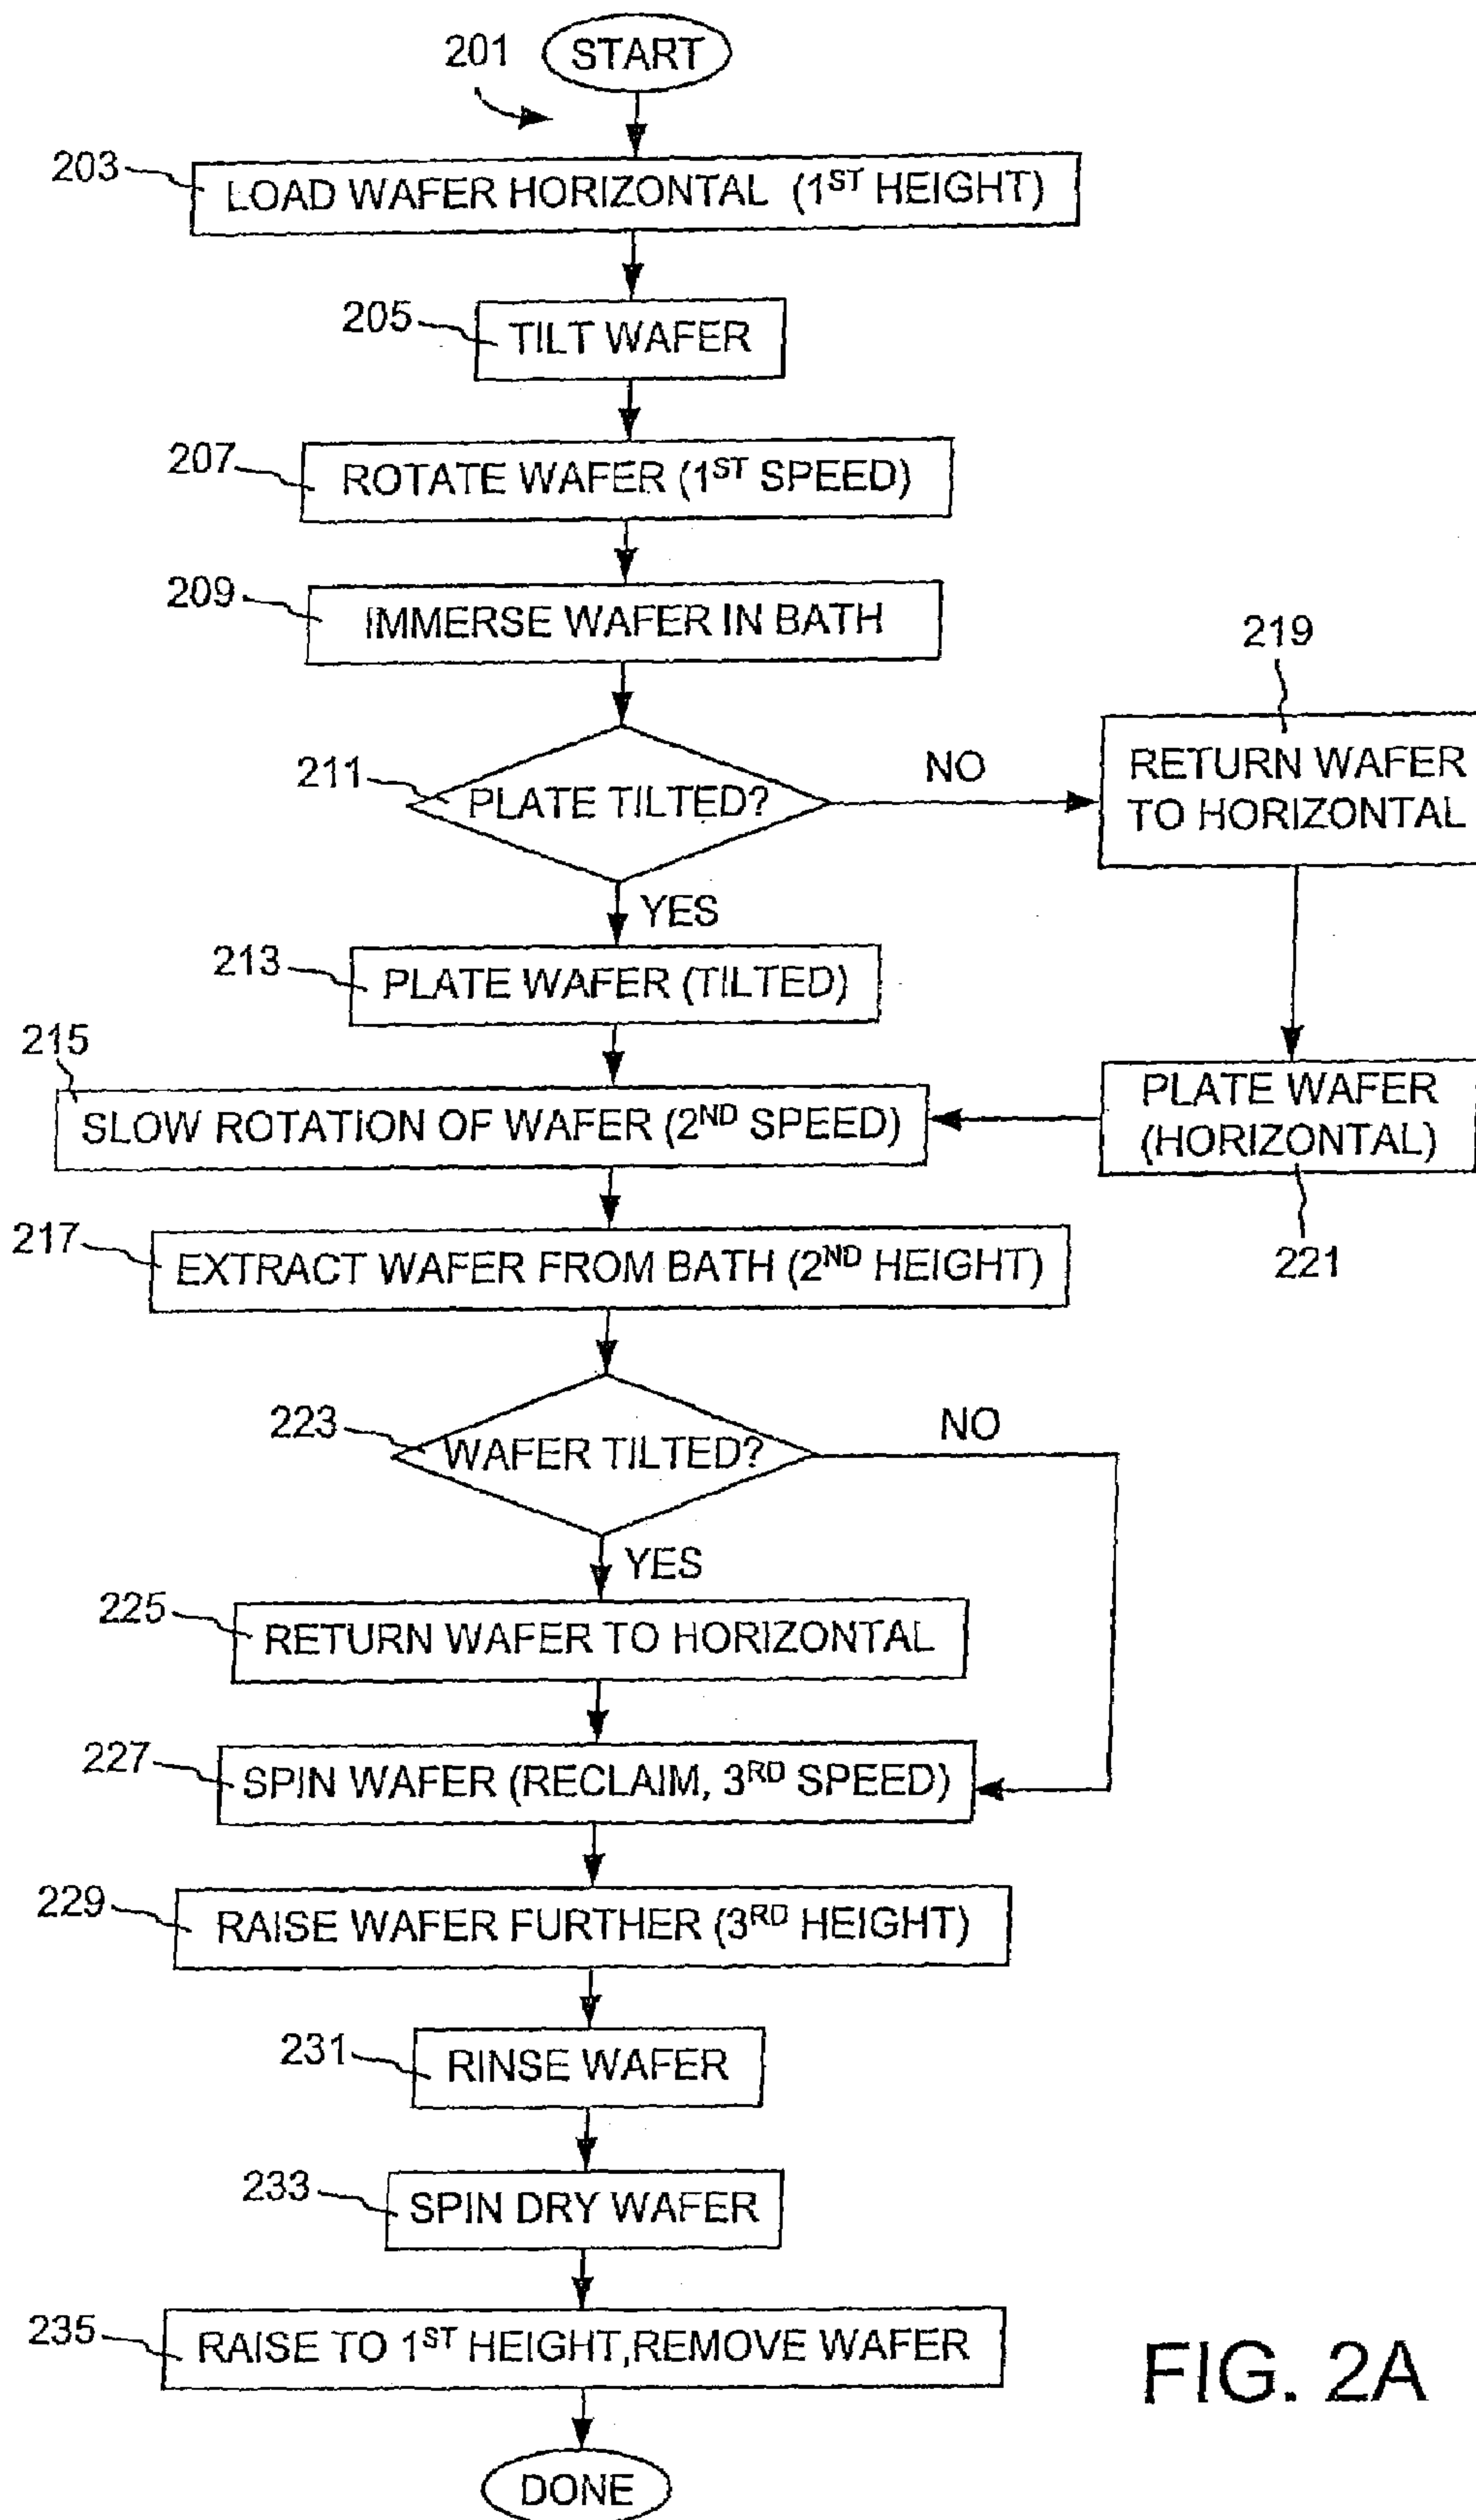 201
START
203
LOAD WAFER HORIZONTAL (1ST HEIGHT)
205
TILT WAFER
207
ROTATE WAFER (1ST SPEED)
209
IMMERSE WAFER IN BATH
211
PLATE TILTED?
NO
219
RETURN WAFER
TO HORIZONTAL
YES
213
PLATE WAFER (TILTED)
215
SLOW ROTATION OF WAFER (2ND SPEED)
PLATE WAFER
(HORIZONTAL)
221
217
EXTRACT WAFER FROM BATH (2ND HEIGHT)
223
WAFER TILTED?
NO
YES
225
RETURN WAFER TO HORIZONTAL
227
SPIN WAFER (RECLAIM, 3RD SPEED)
229
RAISE WAFER FURTHER (3RD HEIGHT)
231
RINSE WAFER
233
SPIN DRY WAFER
235
RAISE TO 1ST HEIGHT,REMOVE WAFER
DONE
FIG. 2A